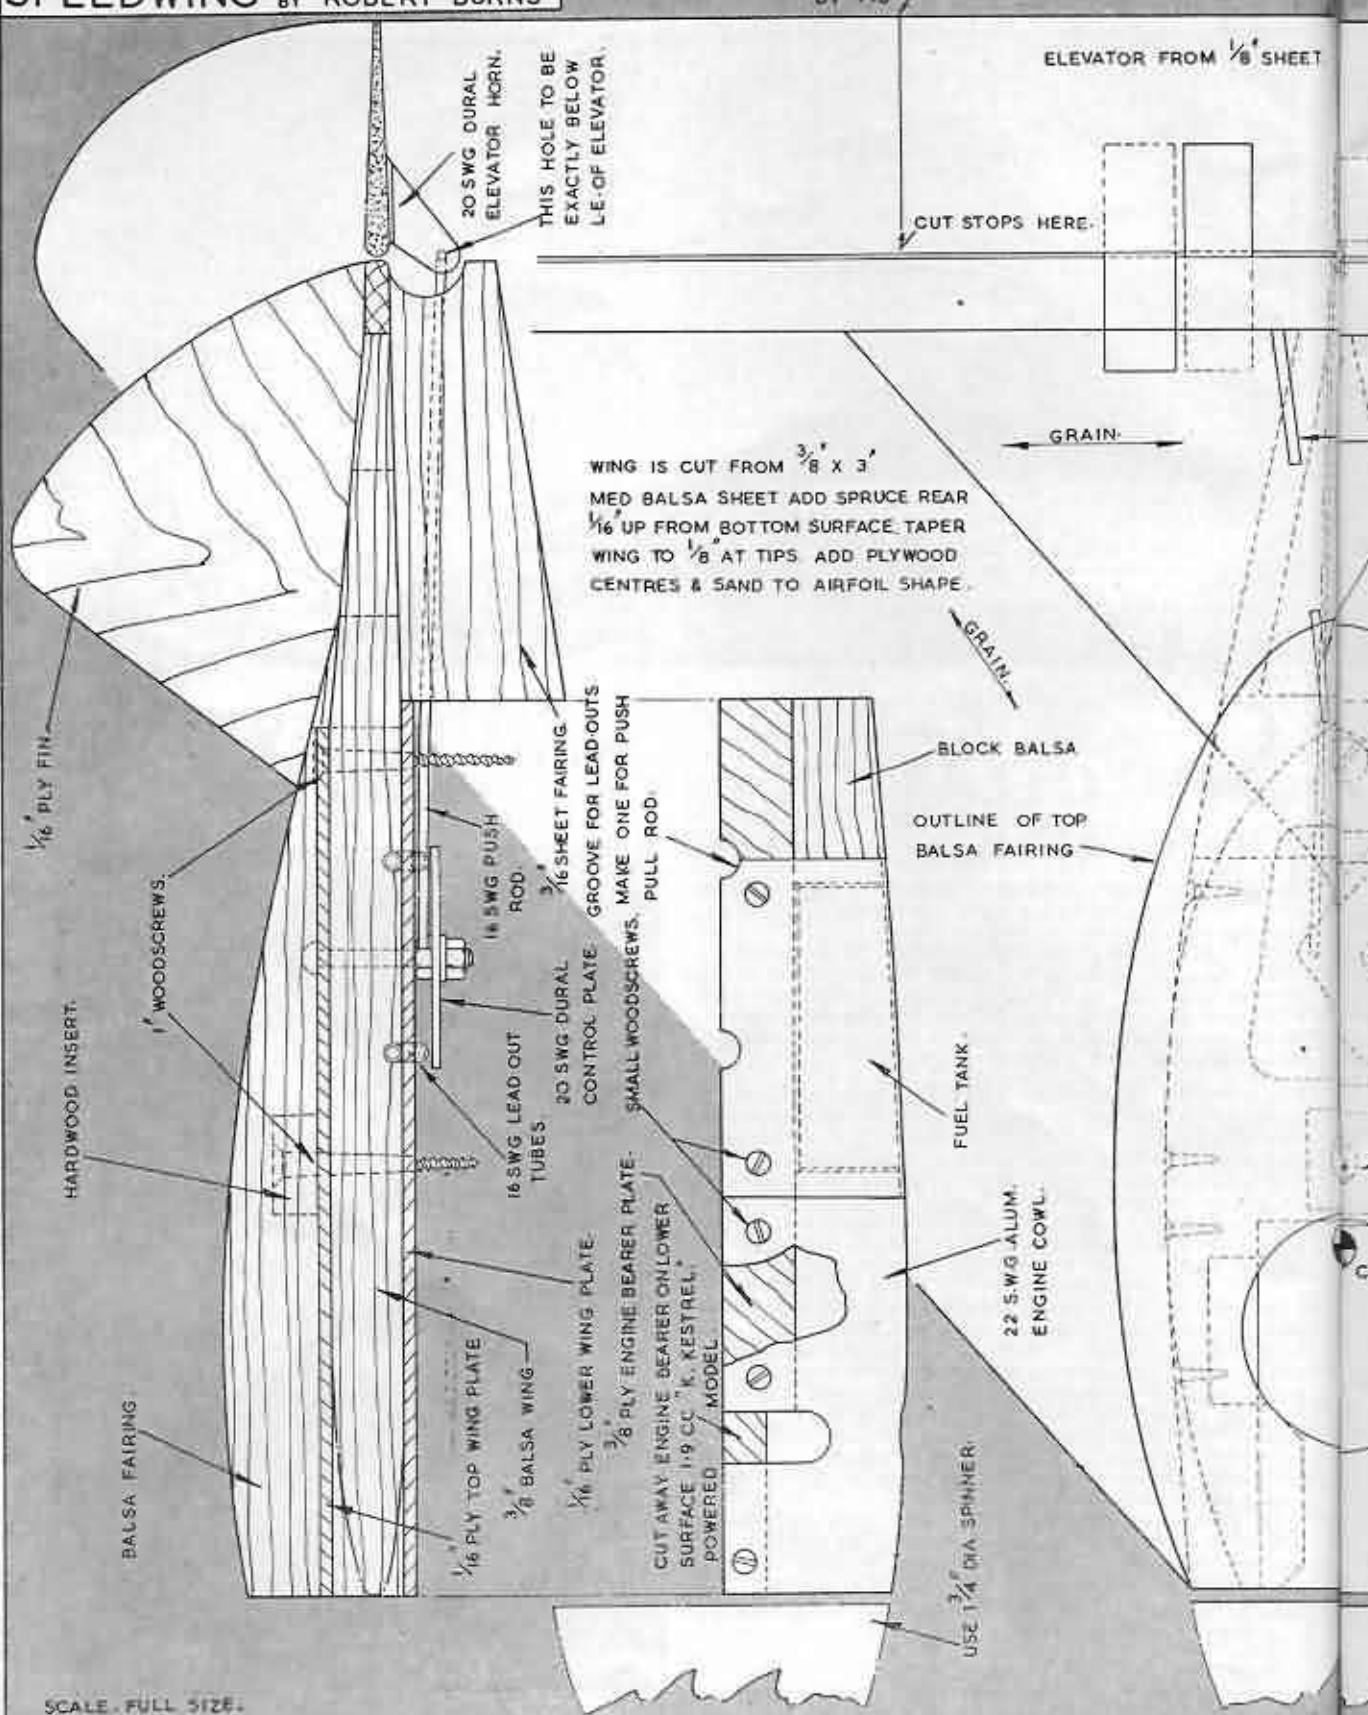 SPEEDWING BY ROBERT BURNS
ELEVATOR FROM 1/8" SHEET
20 SWG DURAL
ELEVATOR HORN.
THIS HOLE TO BE
EXACTLY BELOW
LE·OF ELEVATOR.
CUT STOPS HERE.
GRAIN.
WING IS CUT FROM 3/8" X 3"
MED BALSA SHEET ADD SPRUCE REAR
1/16" UP FROM BOTTOM SURFACE. TAPER
WING TO 1/8" AT TIPS. ADD PLYWOOD
CENTRES & SAND TO AIRFOIL SHAPE.
GRAIN.
1/16" PLY FIN.
1" WOODSCREWS.
HARDWOOD INSERT.
BALSA FAIRING.
16 SWG PUSH
ROD.
3/16" SHEET FAIRING.
GROOVE FOR LEAD-OUTS.
MAKE ONE FOR PUSH
PULL ROD.
BLOCK BALSA
OUTLINE OF TOP
BALSA FAIRING
20 SWG DURAL
CONTROL PLATE.
SMALL WOODSCREWS.
16 SWG LEAD OUT
TUBES.
FUEL TANK.
22 S.W.G. ALUM.
ENGINE COWL.
1/16" PLY TOP WING PLATE
3/8" BALSA WING
1/16" PLY LOWER WING PLATE.
3/8" PLY ENGINE BEARER PLATE.
CUT AWAY ENGINE BEARER ON LOWER
SURFACE 1·9 CC "K. KESTREL."
POWERED MODEL
USE 1 3/4" DIA SPINNER.
SCALE. FULL SIZE.